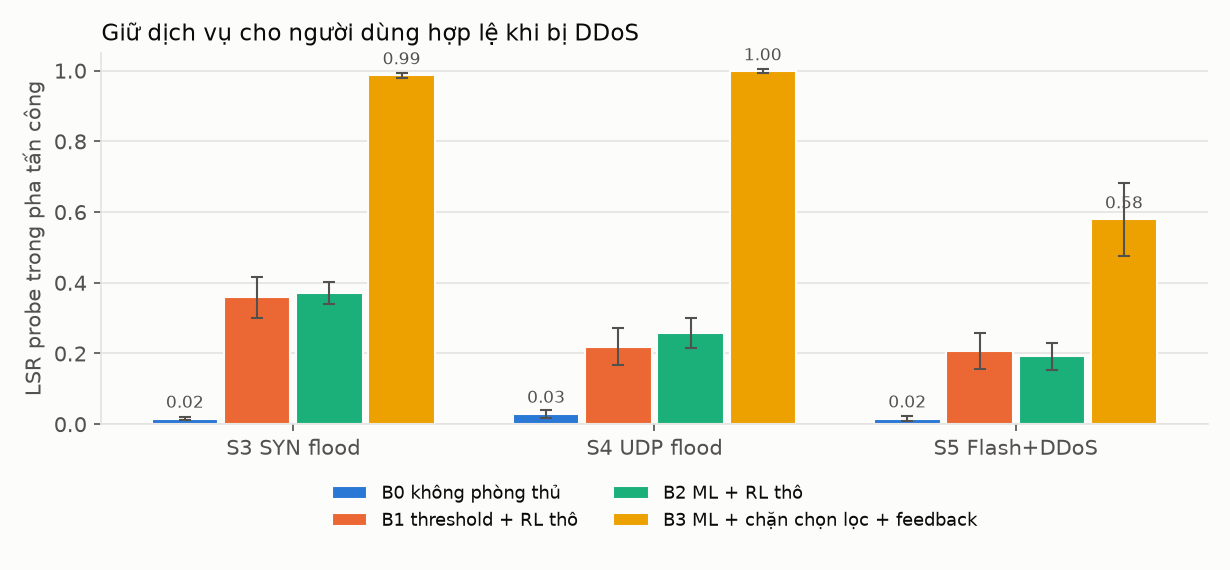 Giữ dịch vụ cho người dùng hợp lệ khi bị DDoS
LSR probe trong pha tấn công
1.0
0.8
0.6
0.4
0.2
0.0
0.02
0.99
0.03
1.00
0.02
0.58
S3 SYN flood
S4 UDP flood
S5 Flash+DDoS
B0 không phòng thủ
B1 threshold + RL thô
B2 ML + RL thô
B3 ML + chặn chọn lọc + feedback